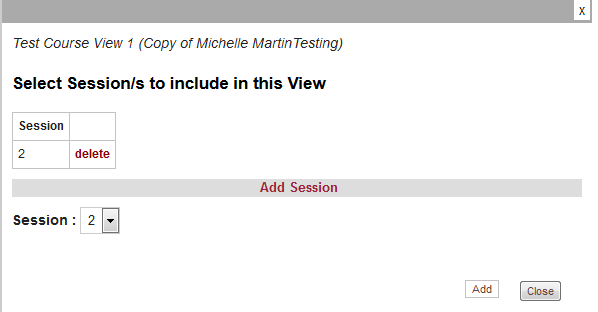 x
Test Course View 1 (Copy of Michelle MartinTesting)
Select Session/s to include in this View
Session
2 delete
Add Session
Session : 2
Add Close